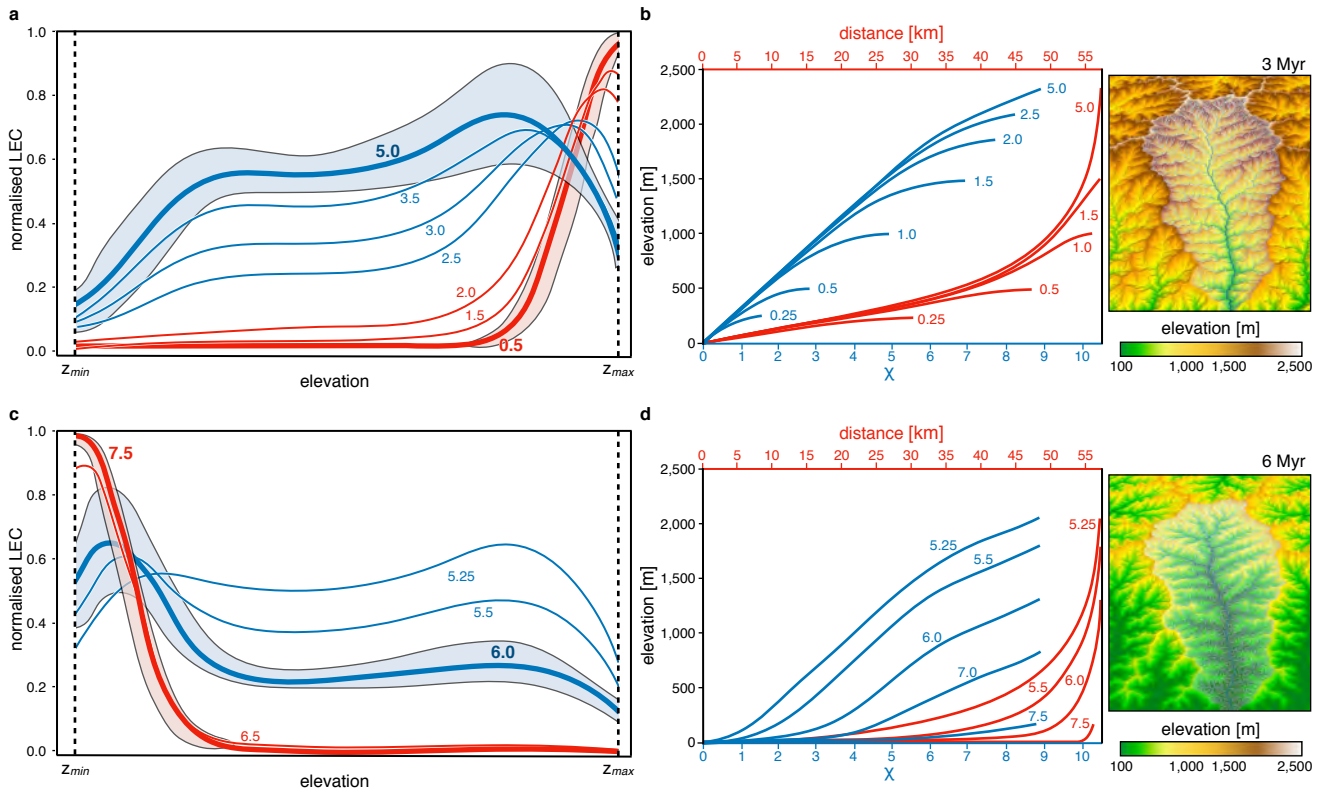 a
1.0
0.8
0.6
0.4
0.2
0.0
normalised LEC
5.0
3.5
3.0
2.5
2.0
1.5
0.5
zmin
elevation
zmax
b
distance [km]
0 5 10 15 20 25 30 35 40 45 50 55
2,500
2,000
1,500
1,000
500
0
elevation [m]
5.0
2.5
2.0
1.5
1.0
0.5
0.25
5.0
1.5
1.0
0.5
0.25
0 1 2 3 4 5 6 7 8 9 10
χ
3 Myr
elevation [m]
100 1,000 1,500 2,500
c
1.0
0.8
0.6
0.4
0.2
0.0
normalised LEC
7.5
5.25
5.5
6.0
6.5
zmin
elevation
zmax
d
distance [km]
0 5 10 15 20 25 30 35 40 45 50 55
2,500
2,000
1,500
1,000
500
0
elevation [m]
5.25
5.5
6.0
7.0
7.5
5.25
5.5
6.0
7.5
0 1 2 3 4 5 6 7 8 9 10
χ
6 Myr
elevation [m]
100 1,000 1,500 2,500